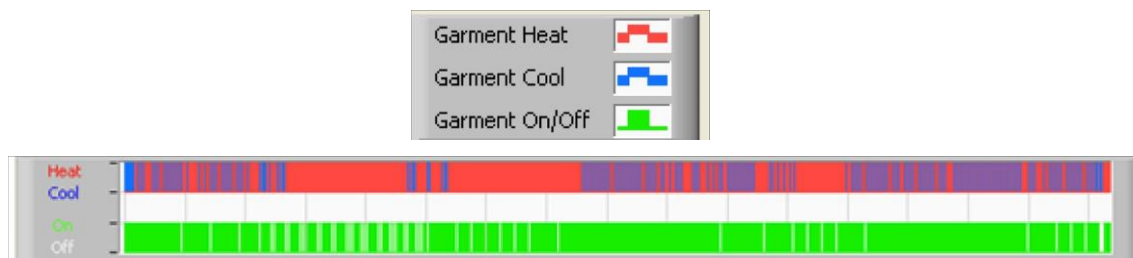 Garment Heat
Garment Cool
Garment On/Off
Heat
Cool
On
Off